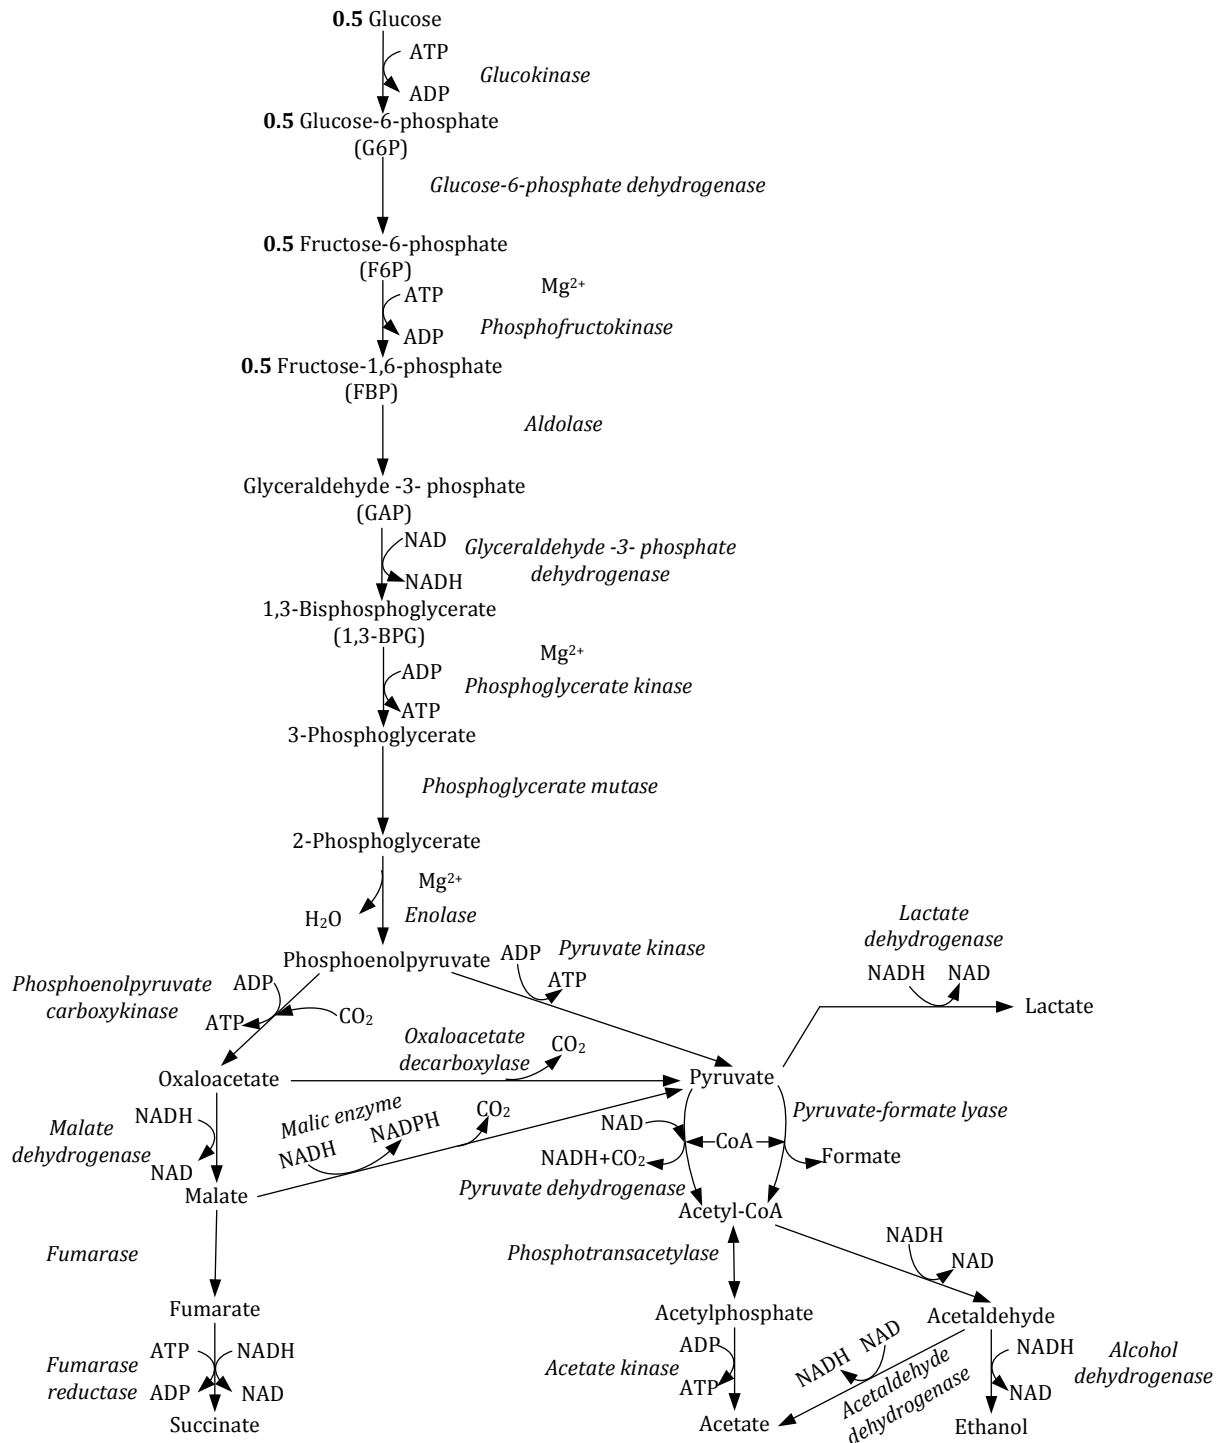 0.5 Glucose
ATP
Glucokinase
ADP
0.5 Glucose-6-phosphate
(G6P)
Glucose-6-phosphate dehydrogenase
0.5 Fructose-6-phosphate
(F6P)
ATP
Mg2+
Phosphofructokinase
ADP
0.5 Fructose-1,6-phosphate
(FBP)
Aldolase
Glyceraldehyde -3- phosphate
(GAP)
NAD
Glyceraldehyde -3- phosphate
dehydrogenase
NADH
1,3-Bisphosphoglycerate
(1,3-BPG)
Mg2+
ADP
Phosphoglycerate kinase
ATP
3-Phosphoglycerate
Phosphoglycerate mutase
2-Phosphoglycerate
Mg2+
H2O
Enolase
Phosphoenolpyruvate
ADP
Pyruvate kinase
ATP
Lactate
dehydrogenase
NADH
NAD
Lactate
Phosphoenolpyruvate
carboxykinase
ADP
ATP
CO2
Oxaloacetate
decarboxylase
CO2
Oxaloacetate
Pyruvate
NADH
Malate
dehydrogenase
NAD
Malic enzyme
NADH
NADPH
CO2
NAD
CoA
Pyruvate-formate lyase
NADH+CO2
Formate
Pyruvate dehydrogenase
Malate
Acetyl-CoA
Fumarase
Phosphotransacetylase
NADH
NAD
Fumarate
Acetylphosphate
Acetaldehyde
ATP
NADH
Fumarase
reductase
ADP
NAD
ADP
Acetate kinase
ATP
NADH
NAD
Acetaldehyde
dehydrogenase
NADH
Alcohol
dehydrogenase
NAD
Succinate
Acetate
Ethanol